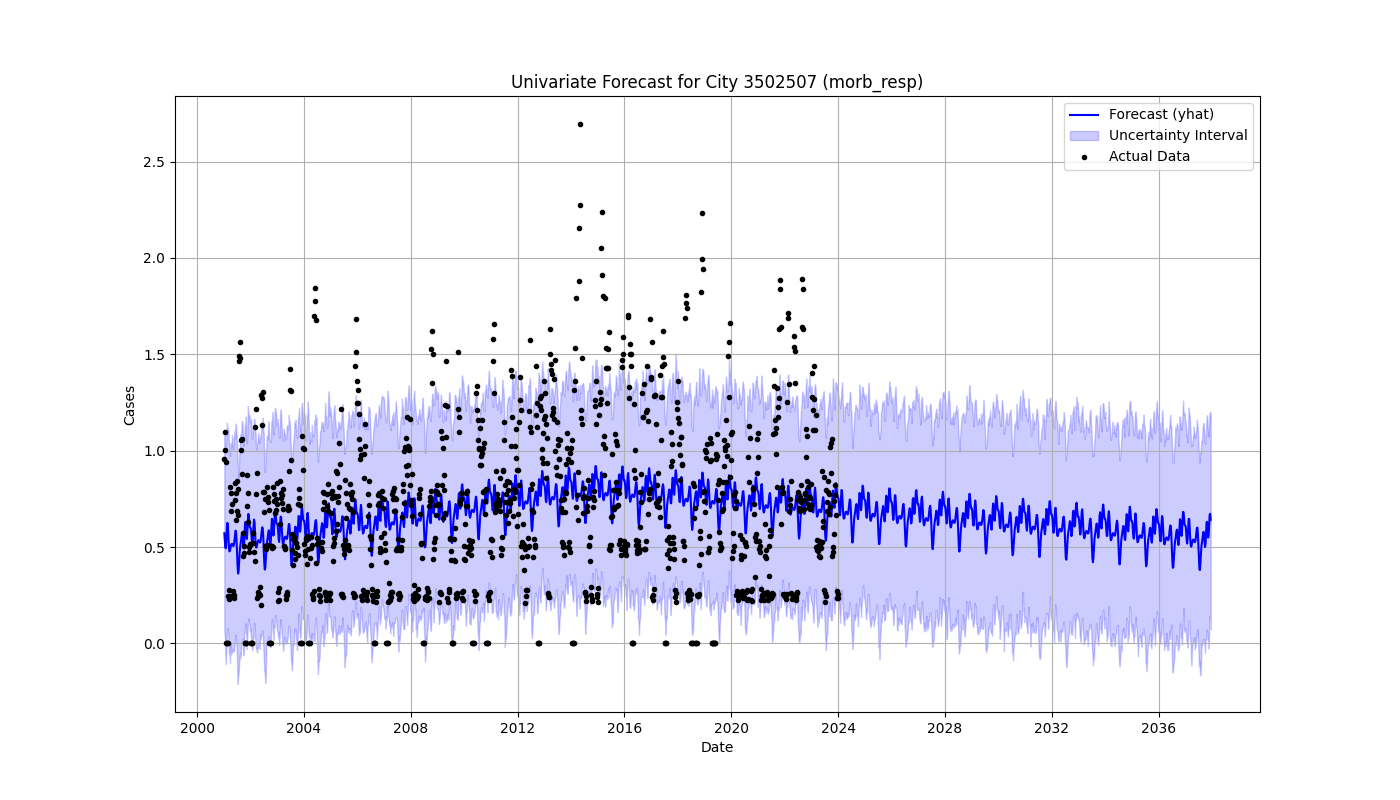 Univariate Forecast for City 3502507 (morb_resp)
Forecast (yhat)
Uncertainty Interval
Actual Data
Cases
2.5
2.0
1.5
1.0
0.5
0.0
2000 2004 2008 2012 2016 2020 2024 2028 2032 2036
Date